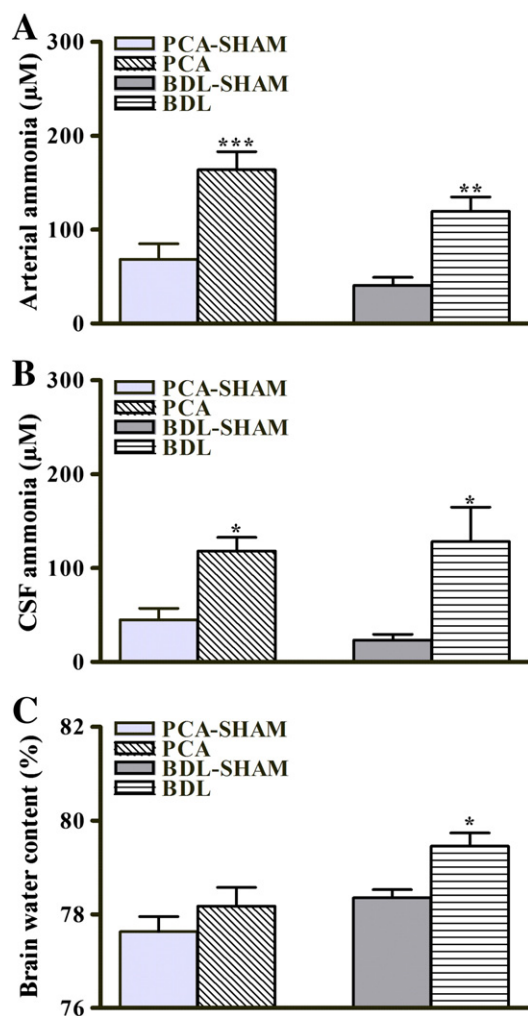 A
Arterial ammonia (μM)
300
200
100
0
PCA-SHAM
PCA
BDL-SHAM
BDL
***
**
B
CSF ammonia (μM)
300
200
100
0
PCA-SHAM
PCA
BDL-SHAM
BDL
*
*
C
Brain water content (%)
82
80
78
76
PCA-SHAM
PCA
BDL-SHAM
BDL
*